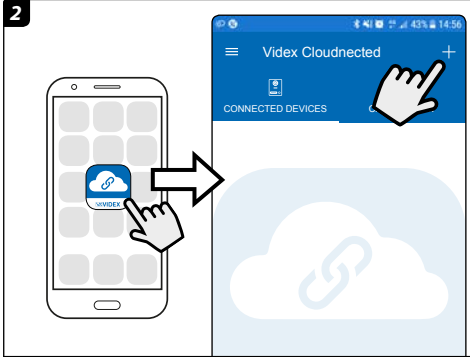 2
43% 14:56
Videx Cloudnected
CONNECTED DEVICES
VIDEX